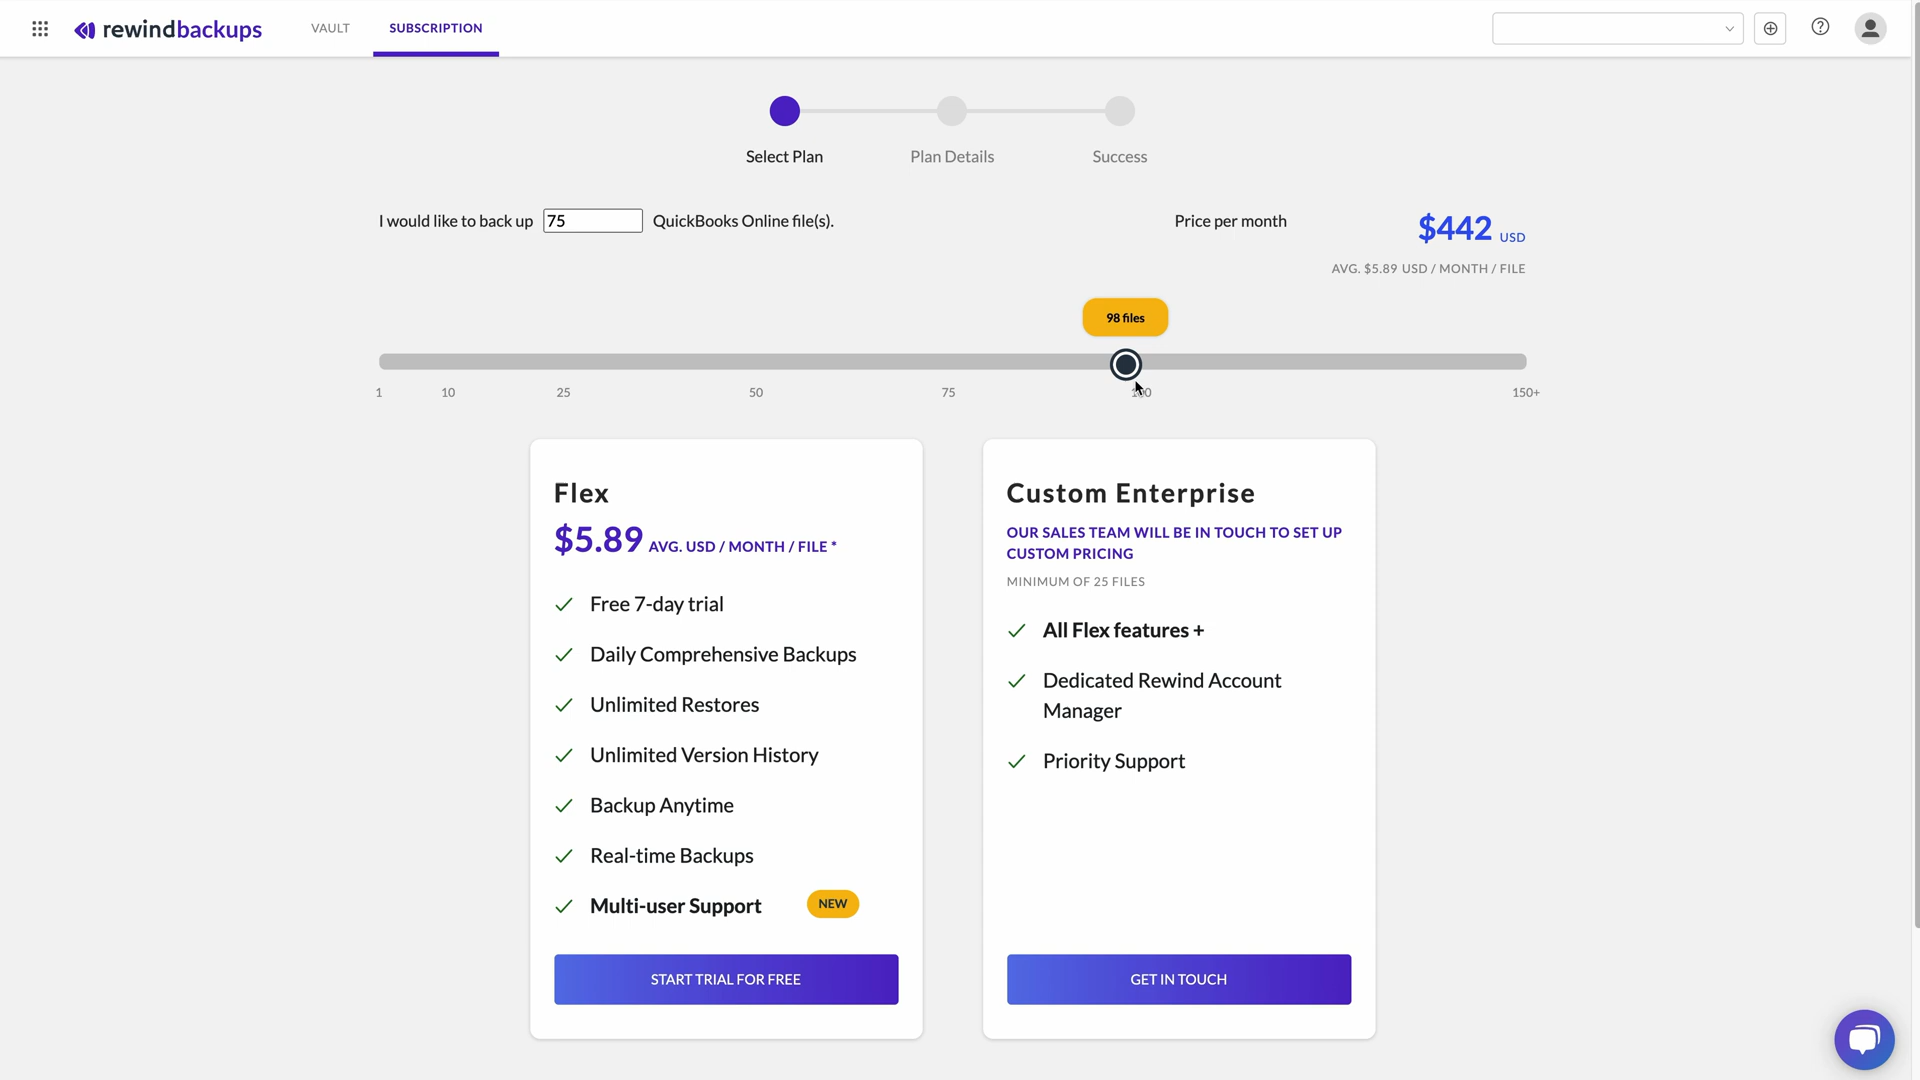 rewindbackups
VAULT
SUBSCRIPTION
Select Plan
Plan Details
Success
I would like to back up 75 QuickBooks Online file(s).
Price per month
$442 USD
AVG. $5.89 USD / MONTH / FILE
98 files
1 10 25 50 75 100 150+
Flex
$5.89 AVG. USD / MONTH / FILE *
Free 7-day trial
Daily Comprehensive Backups
Unlimited Restores
Unlimited Version History
Backup Anytime
Real-time Backups
Multi-user Support NEW
START TRIAL FOR FREE
Custom Enterprise
OUR SALES TEAM WILL BE IN TOUCH TO SET UP
CUSTOM PRICING
MINIMUM OF 25 FILES
All Flex features +
Dedicated Rewind Account
Manager
Priority Support
GET IN TOUCH